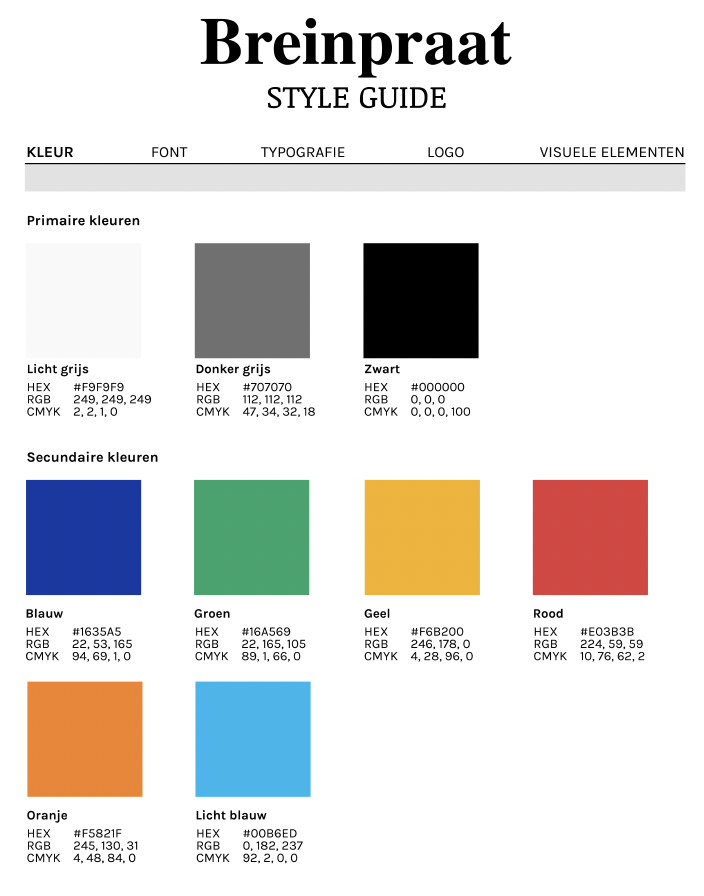 Breinpraat
STYLE GUIDE
KLEUR FONT TYPOGRAFIE LOGO VISUELE ELEMENTEN
Primaire kleuren
Licht grijs
HEX #F9F9F9
RGB 249, 249, 249
CMYK 2, 2, 1, 0
Donker grijs
HEX #707070
RGB 112, 112, 112
CMYK 47, 34, 32, 18
Zwart
HEX #000000
RGB 0, 0, 0
CMYK 0, 0, 0, 100
Secundaire kleuren
Blauw
HEX #1635A5
RGB 22, 53, 165
CMYK 94, 69, 1, 0
Groen
HEX #16A569
RGB 22, 165, 105
CMYK 89, 1, 66, 0
Geel
HEX #F6B200
RGB 246, 178, 0
CMYK 4, 28, 96, 0
Rood
HEX #E03B3B
RGB 224, 59, 59
CMYK 10, 76, 62, 2
Oranje
HEX #F5821F
RGB 245, 130, 31
CMYK 4, 48, 84, 0
Licht blauw
HEX #00B6ED
RGB 0, 182, 237
CMYK 92, 2, 0, 0